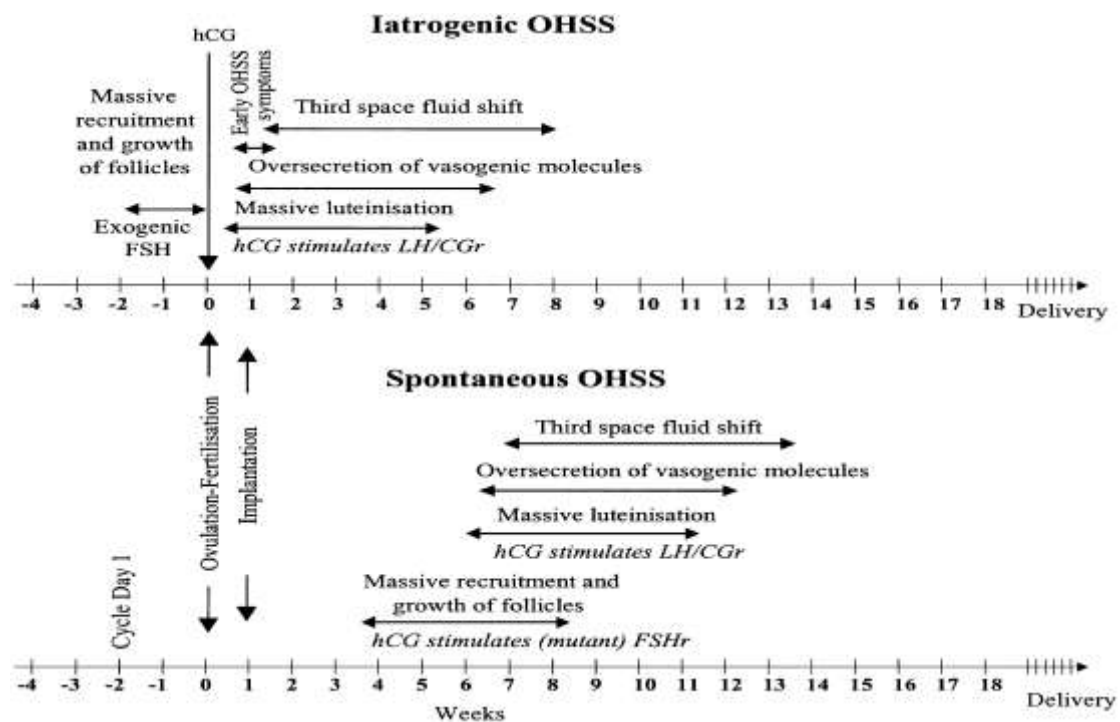 Iatrogenic OHSS
hCG
Massive
recruitment
and growth
of follicles
Early OHSS
symptoms
Third space fluid shift
Oversecretion of vasogenic molecules
Massive luteinisation
hCG stimulates LH/CGr
Exogenic
FSH
-4 -3 -2 -1 0 1 2 3 4 5 6 7 8 9 10 11 12 13 14 15 16 17 18 Delivery
Spontaneous OHSS
Cycle Day 1
Ovulation-Fertilisation
Implantation
Third space fluid shift
Oversecretion of vasogenic molecules
Massive luteinisation
hCG stimulates LH/CGr
Massive recruitment and
growth of follicles
hCG stimulates (mutant) FSHr
-4 -3 -2 -1 0 1 2 3 4 5 6 7 8 9 10 11 12 13 14 15 16 17 18
Delivery
Weeks